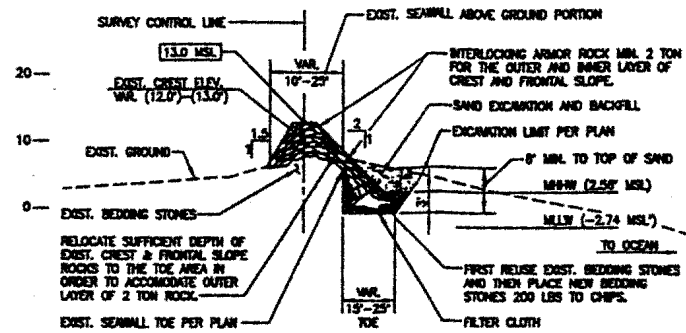 SURVEY CONTROL LINE
EXIST. SEAWALL ABOVE GROUND PORTION
13.0 MSL
VAR.
10'-25'
INTERLOCKING ARMOR ROCK MIN. 2 TON
FOR THE OUTER AND INNER LAYER OF
CREST AND FRONTAL SLOPE.
20
EXIST. CREST ELEV.
VAR. (12.0')-(13.0')
SAND EXCAVATION AND BACKFILL
2
1
1.5
1
EXCAVATION LIMIT PER PLAN
10
EXIST. GROUND
8' MIN. TO TOP OF SAND
MHHW (2.56' MSL)
0
EXIST. BEDDING STONES
MLLW (-2.74 MSL')
TO OCEAN
RELOCATE SUFFICIENT DEPTH OF
EXIST. CREST & FRONTAL SLOPE
ROCKS TO THE TOE AREA IN
ORDER TO ACCOMODATE OUTER
LAYER OF 2 TON ROCK.
FIRST REUSE EXIST. BEDDING STONES
AND THEN PLACE NEW BEDDING
STONES 200 LBS TO CHIPS.
VAR.
15'-25'
TOE
EXIST. SEAWALL TOE PER PLAN
FILTER CLOTH